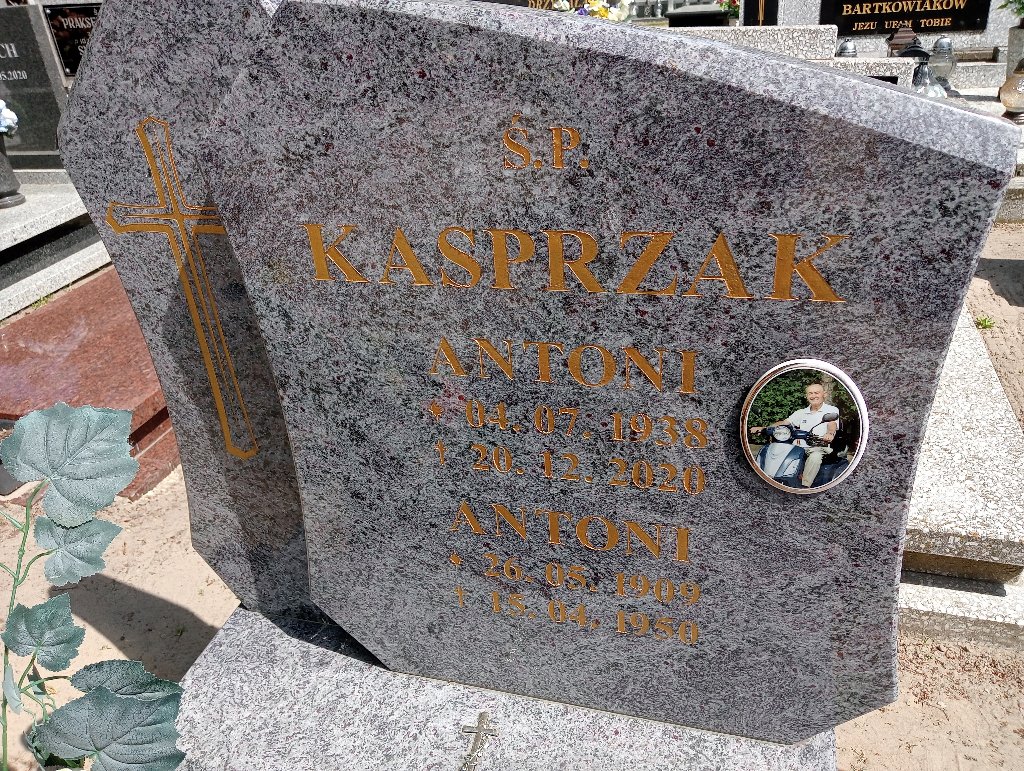 Ś.P.
KASPRZAK
ANTONI
* 04. 07. 1938
† 20. 12. 2020
ANTONI
* 26. 05. 1909
† 15. 04. 1950
BARTKOWIAKÓW
JEZU UFAM TOBIE